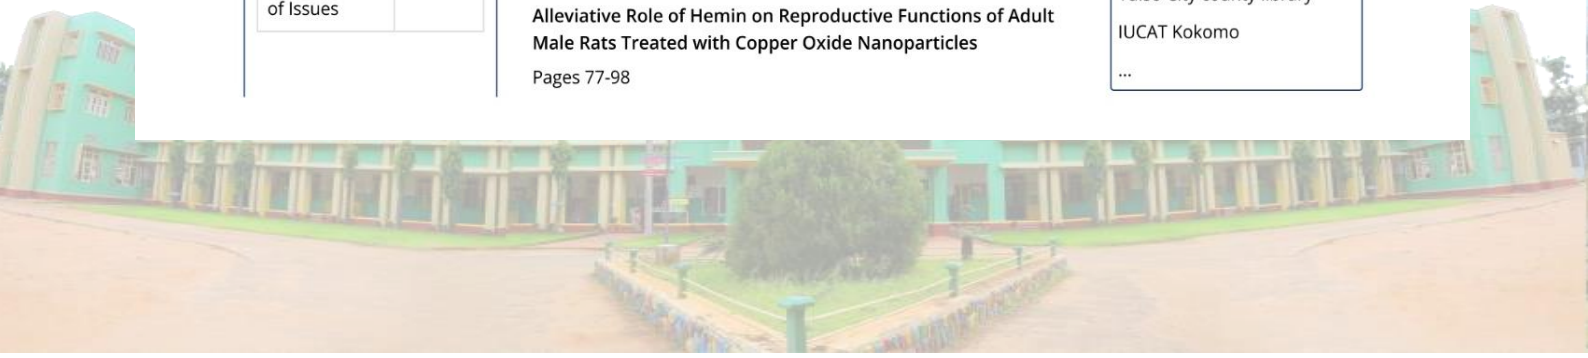 of Issues
Alleviative Role of Hemin on Reproductive Functions of Adult
Male Rats Treated with Copper Oxide Nanoparticles
Pages 77-98
IUCAT Kokomo
...